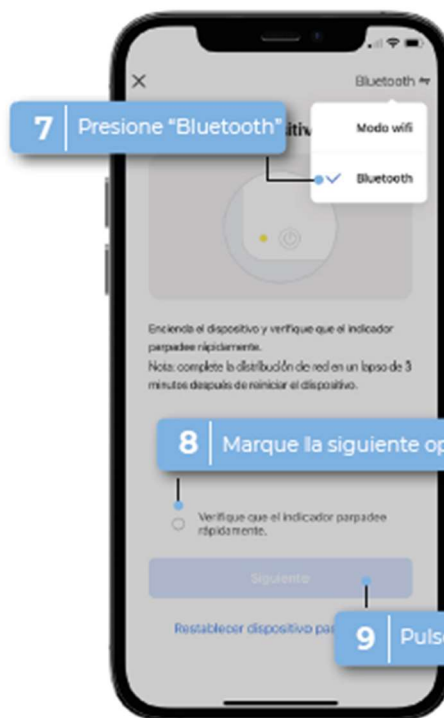 Bluetooth
7 Presione "Bluetooth"
Modo wifi
Bluetooth
Encienda el dispositivo y verifique que el indicador
parpadee rápidamente.
Nota: complete la distribución de red en un lapso de 3
minutos después de reiniciar el dispositivo.
8 Marque la siguiente op
Verifique que el indicador parpadee
rápidamente.
Siguiente
Restablecer dispositivo pa
9 Puls